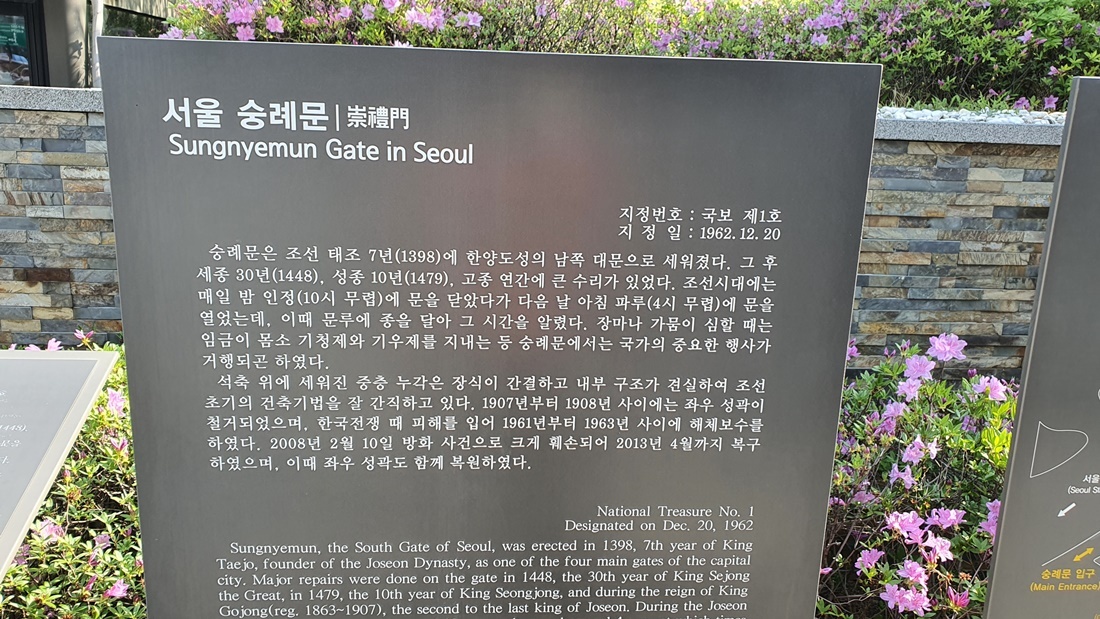 서울 숭례문 | 崇禮門
Sungnyemun Gate in Seoul
지정번호 : 국보 제1호
지 정 일 : 1962.12.20
숭례문은 조선 태조 7년(1398)에 한양도성의 남쪽 대문으로 세워졌다. 그 후
세종 30년(1448), 성종 10년(1479), 고종 연간에 큰 수리가 있었다. 조선시대에는
매일 밤 인정(10시 무렵)에 문을 닫았다가 다음 날 아침 파루(4시 무렵)에 문을
열었는데, 이때 문루에 종을 달아 그 시간을 알렸다. 장마나 가뭄이 심할 때는
임금이 몸소 기청제와 기우제를 지내는 등 숭례문에서는 국가의 중요한 행사가
거행되곤 하였다.
석축 위에 세워진 중층 누각은 장식이 간결하고 내부 구조가 견실하여 조선
초기의 건축기법을 잘 간직하고 있다. 1907년부터 1908년 사이에는 좌우 성곽이
철거되었으며, 한국전쟁 때 피해를 입어 1961년부터 1963년 사이에 해체보수를
하였다. 2008년 2월 10일 방화 사건으로 크게 훼손되어 2013년 4월까지 복구
하였으며, 이때 좌우 성곽도 함께 복원하였다.
National Treasure No. 1
Designated on Dec. 20, 1962
Sungnyemun, the South Gate of Seoul, was erected in 1398, 7th year of King
Taejo, founder of the Joseon Dynasty, as one of the four main gates of the capital
city. Major repairs were done on the gate in 1448, the 30th year of King Sejong
the Great, in 1479, the 10th year of King Seongjong, and during the reign of King
Gojong(reg. 1863~1907), the second to the last king of Joseon. During the Joseon
서울
(Seoul
숭례문 입구
(Main Entrance)